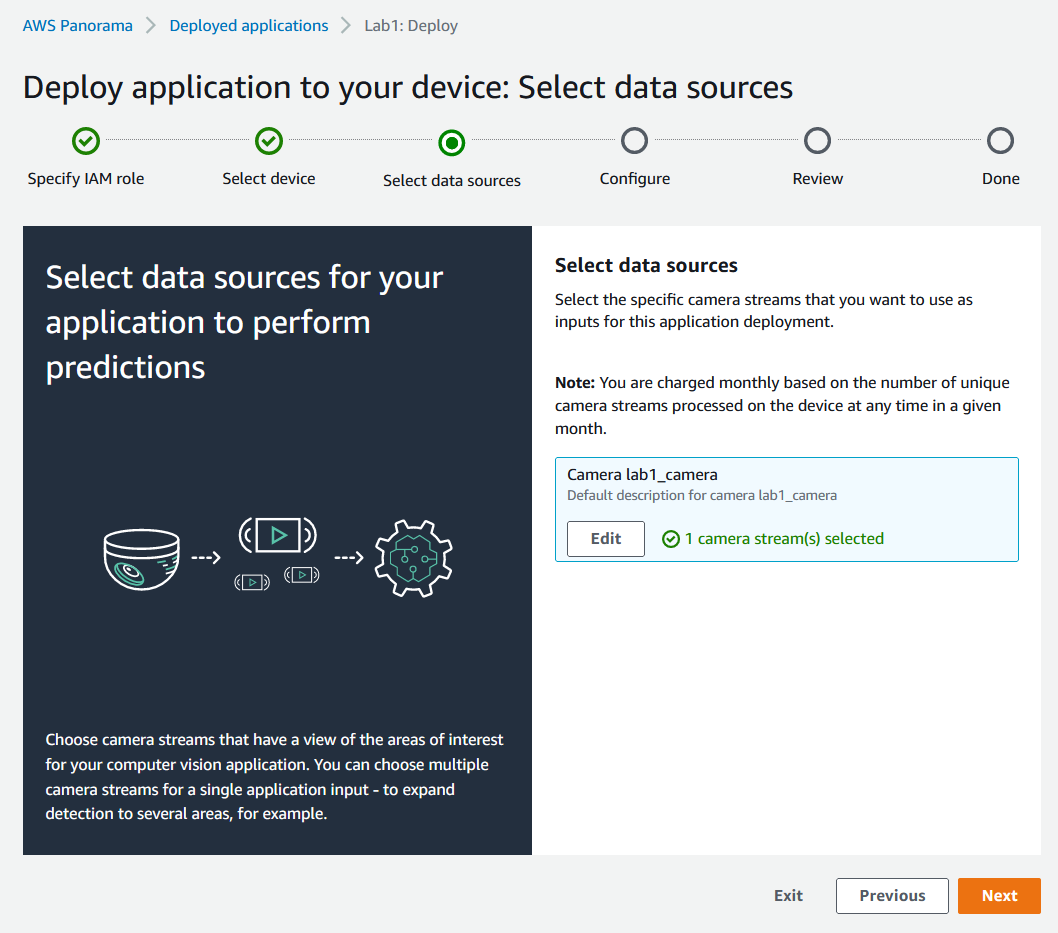 AWS Panorama > Deployed applications > Lab1: Deploy
Deploy application to your device: Select data sources
Specify IAM role
Select device
Select data sources
Configure
Review
Done
Select data sources for your
application to perform
predictions
Choose camera streams that have a view of the areas of interest
for your computer vision application. You can choose multiple
camera streams for a single application input - to expand
detection to several areas, for example.
Select data sources
Select the specific camera streams that you want to use as
inputs for this application deployment.
Note: You are charged monthly based on the number of unique
camera streams processed on the device at any time in a given
month.
Camera lab1_camera
Default description for camera lab1_camera
Edit
1 camera stream(s) selected
Exit
Previous
Next